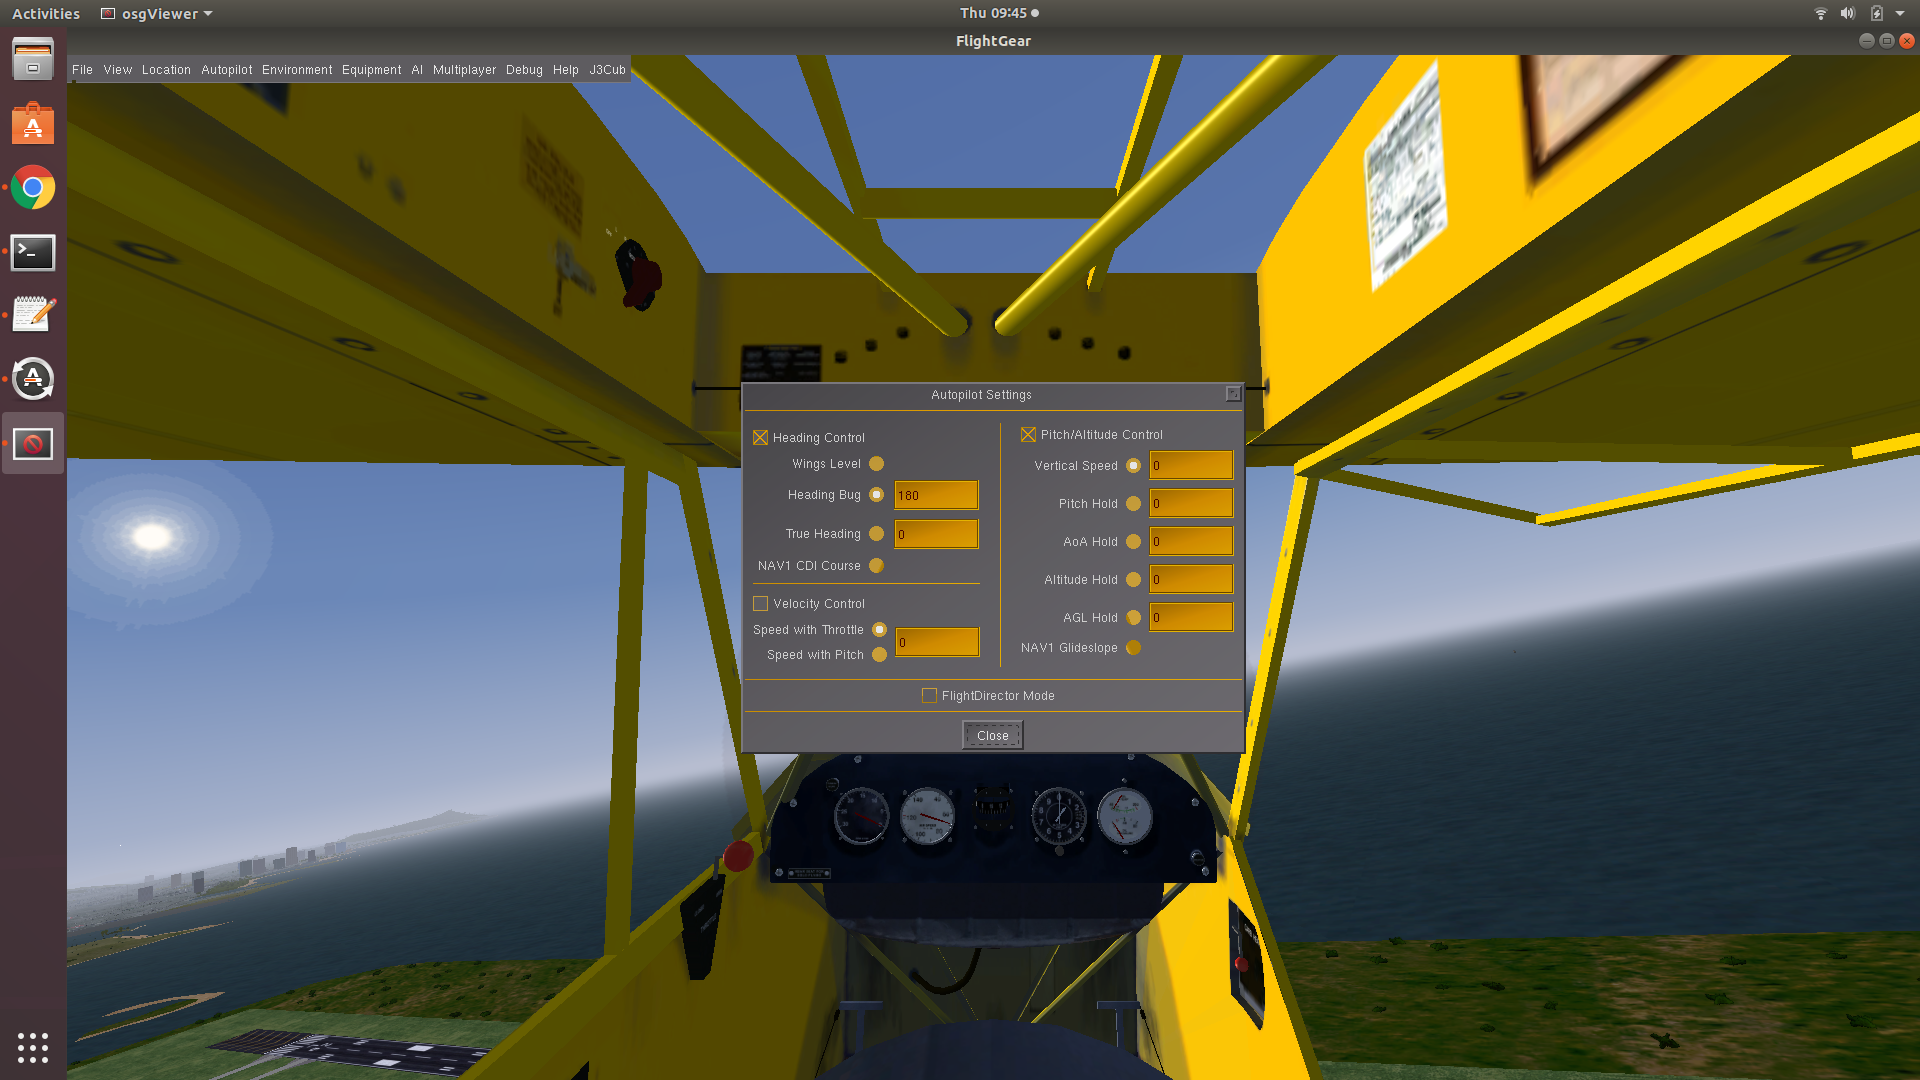 Activities
osgViewer
Thu 09:45
FlightGear
File View Location Autopilot Environment Equipment AI Multiplayer Debug Help J3Cub
Autopilot Settings
Heading Control
Wings Level
Heading Bug 180
True Heading 0
NAV1 CDI Course
Velocity Control
Speed with Throttle
0
Speed with Pitch
Pitch/Altitude Control
Vertical Speed 0
Pitch Hold 0
AoA Hold 0
Altitude Hold 0
AGL Hold 0
NAV1 Glideslope
FlightDirector Mode
Close